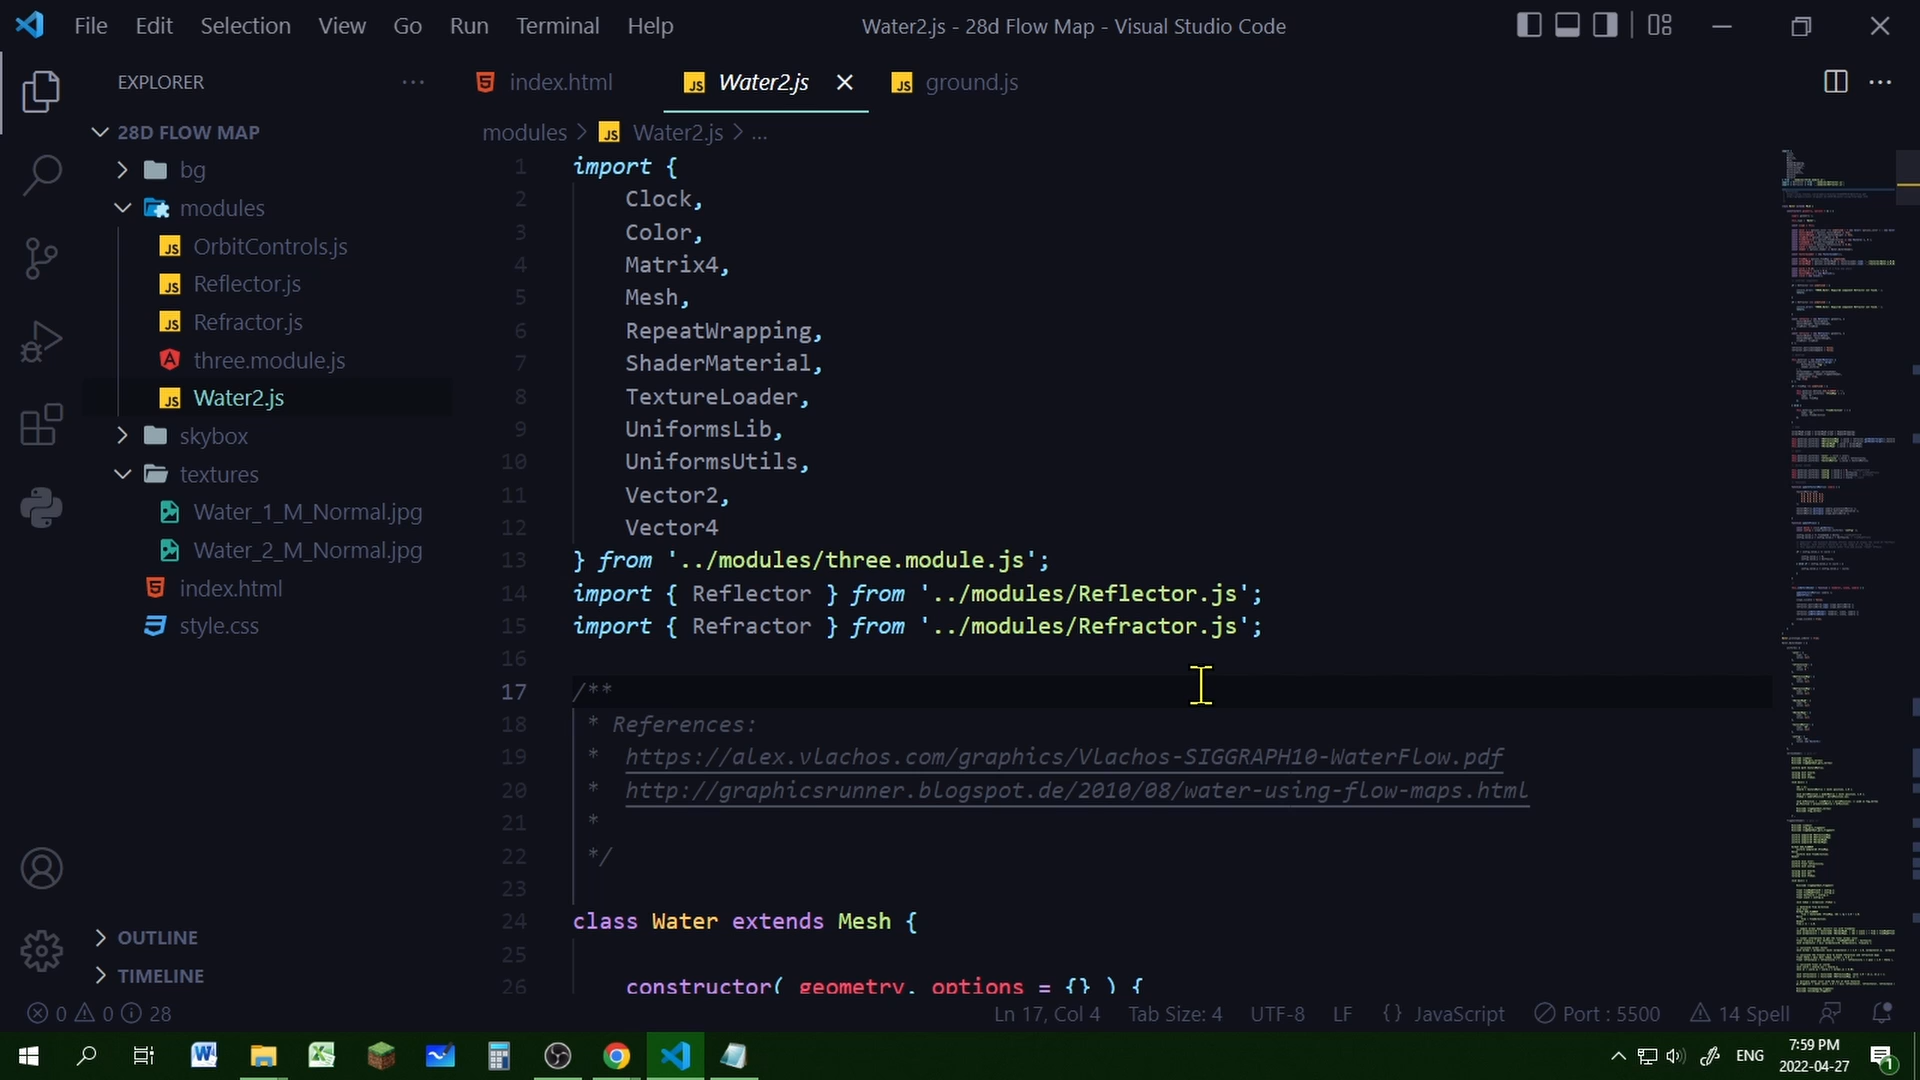 File Edit Selection View Go Run Terminal Help
Water2.js - 28d Flow Map - Visual Studio Code
EXPLORER
28D FLOW MAP
bg
modules
OrbitControls.js
Reflector.js
Refractor.js
three.module.js
Water2.js
skybox
textures
Water_1_M_Normal.jpg
Water_2_M_Normal.jpg
index.html
style.css
OUTLINE
TIMELINE
index.html
Water2.js
ground.js
modules > Water2.js > ...
1 import {
2 Clock,
3 Color,
4 Matrix4,
5 Mesh,
6 RepeatWrapping,
7 ShaderMaterial,
8 TextureLoader,
9 UniformsLib,
10 UniformsUtils,
11 Vector2,
12 Vector4
13 } from '../modules/three.module.js';
14 import { Reflector } from '../modules/Reflector.js';
15 import { Refractor } from '../modules/Refractor.js';
16
17 /**
18 * References:
19 * https://alex.vlachos.com/graphics/Vlachos-SIGGRAPH10-WaterFlow.pdf
20 * http://graphicsrunner.blogspot.de/2010/08/water-using-flow-maps.html
21 *
22 */
23
24 class Water extends Mesh {
25
26 constructor( geometry, options = {} ) {
0 0 28
Ln 17, Col 4 Tab Size: 4 UTF-8 LF {} JavaScript Port : 5500 14 Spell
ENG
7:59 PM
2022-04-27
1